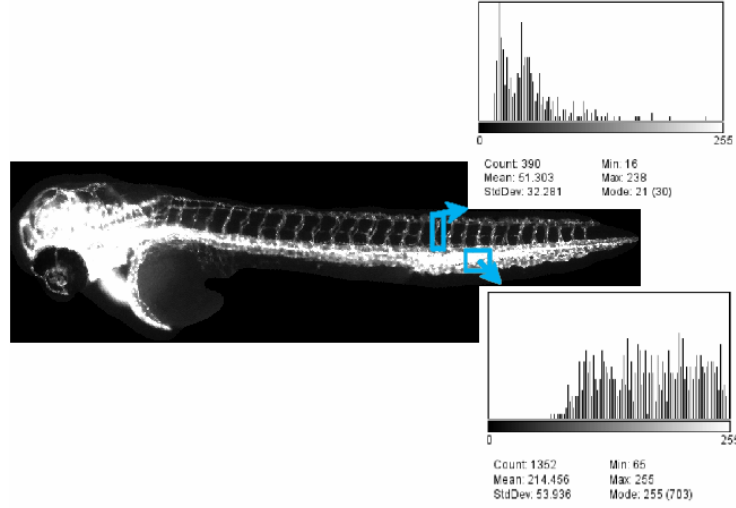 0 255
Count: 390 Min: 16
Mean: 51.303 Max: 238
StdDev: 32.281 Mode: 21 (30)
0 255
Count: 1352 Min: 65
Mean: 214.456 Max: 255
StdDev: 53.936 Mode: 255 (703)